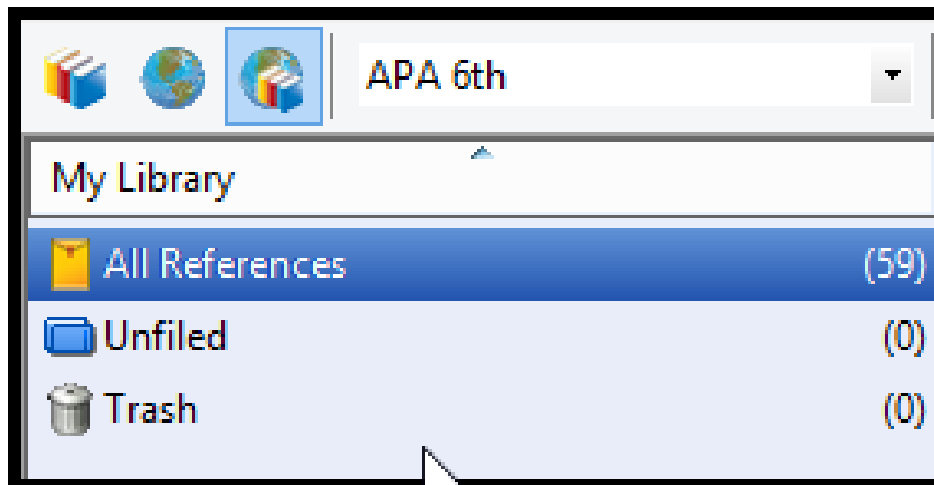 APA 6th
My Library
All References (59)
Unfiled (0)
Trash (0)